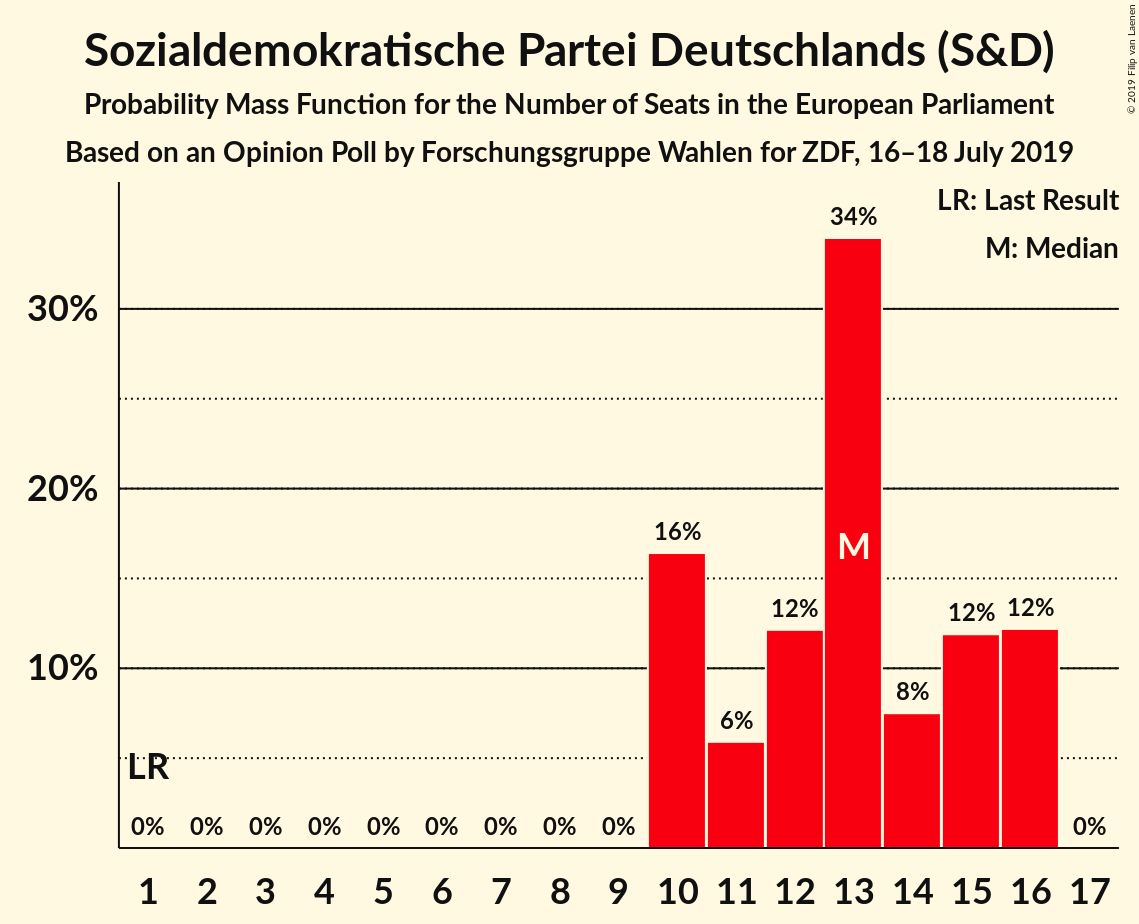 Sozialdemokratische Partei Deutschlands (S&D)
Probability Mass Function for the Number of Seats in the European Parliament
Based on an Opinion Poll by Forschungsgruppe Wahlen for ZDF, 16–18 July 2019
© 2019 Filip van Laenen
LR: Last Result
M: Median
34%
30%
20%
16%
M
12%
12%
12%
10%
8%
6%
LR
0% 0% 0% 0% 0% 0% 0% 0% 0% 0%
1 2 3 4 5 6 7 8 9 10 11 12 13 14 15 16 17